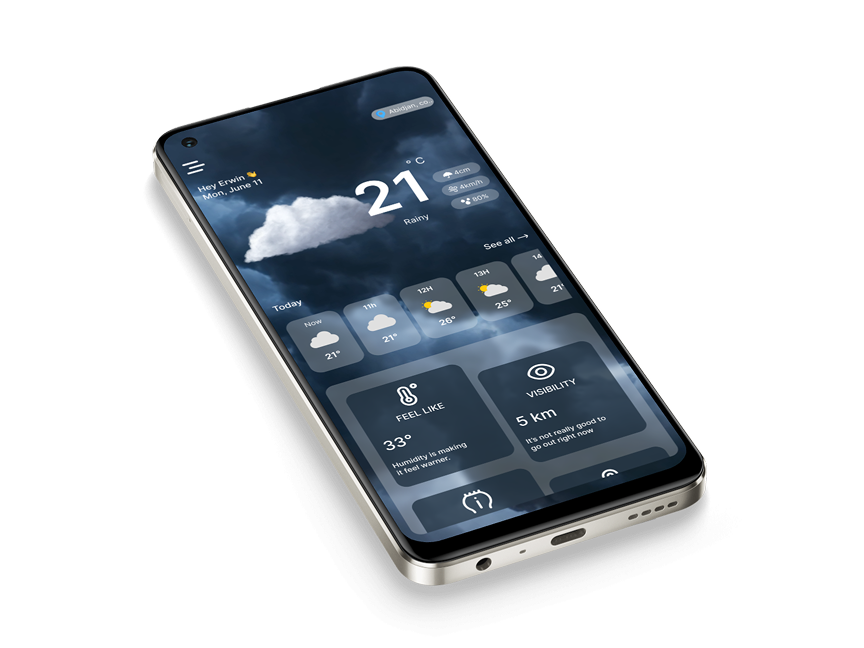 Abidjan, co..
Hey Erwin 👋
Mon, June 11
21
° C
Rainy
4cm
4km/h
80%
See all →
Today
Now
21°
11h
21°
12H
26°
13H
25°
14
21°
FEEL LIKE
33°
Humidity is making
it feel warner.
VISIBILITY
5 km
It's not really good to
go out right now